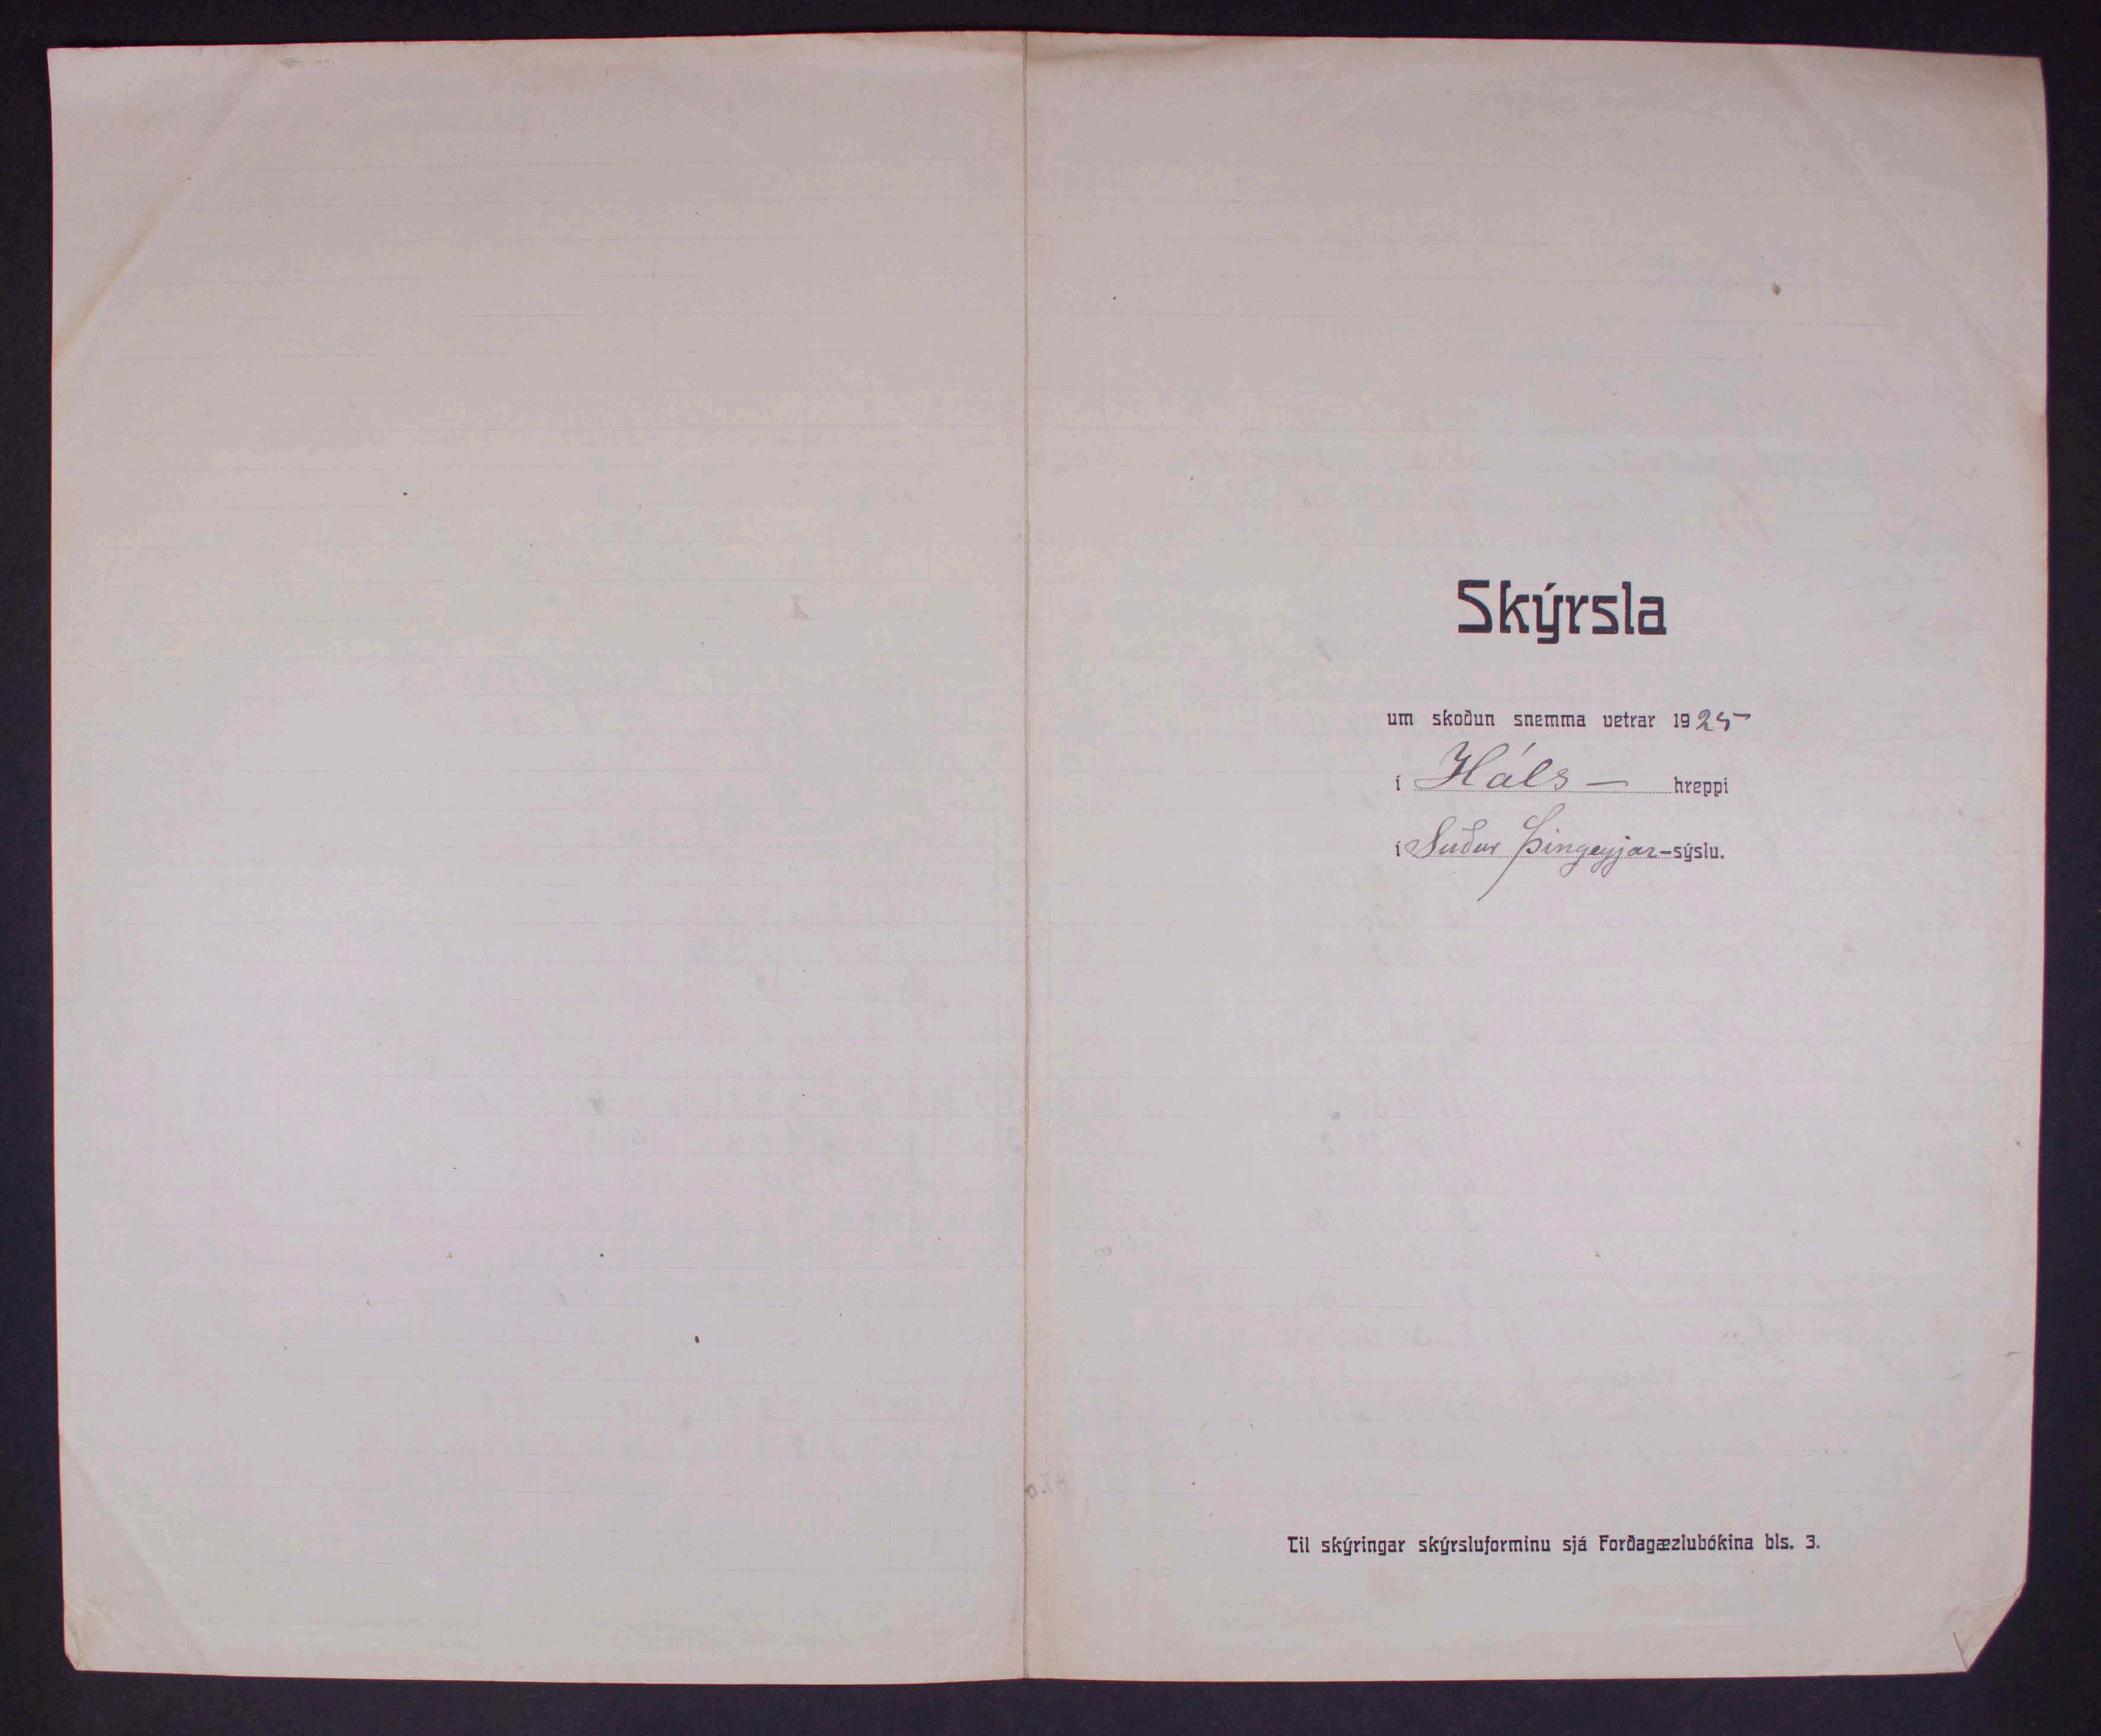 Skýrsla
um skoðun snemma vetrar 1925
í Háls - hreppi
í Suður Þingeyjar-sýslu.
Til skýringar skýrsluforminu sjá Forðagæzlubókina bls. 3.